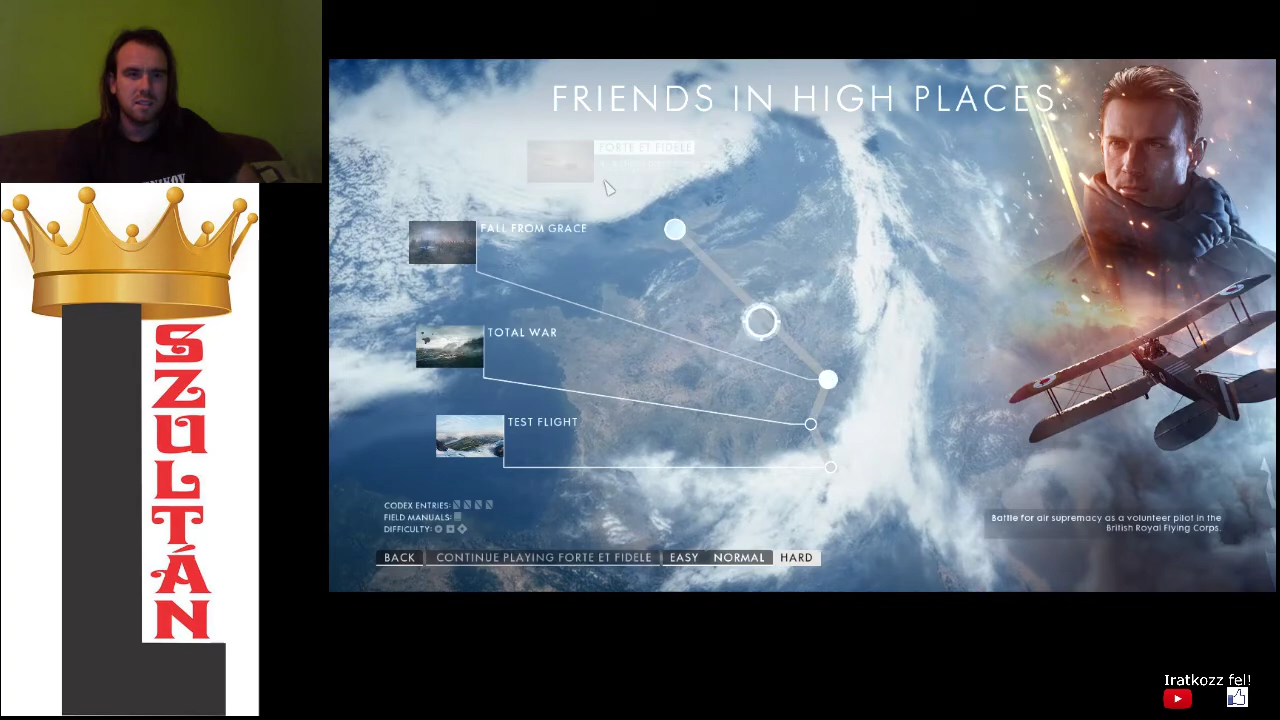 FRIENDS IN HIGH PLACES
FORTE ET FIDELE
FALL FROM GRACE
TOTAL WAR
TEST FLIGHT
CODEX ENTRIES:
FIELD MANUALS:
DIFFICULTY:
Battle for air supremacy as a volunteer pilot in the
British Royal Flying Corps.
BACK CONTINUE PLAYING FORTE ET FIDELE EASY NORMAL HARD
L
SZULTÁN
Iratkozz fel!